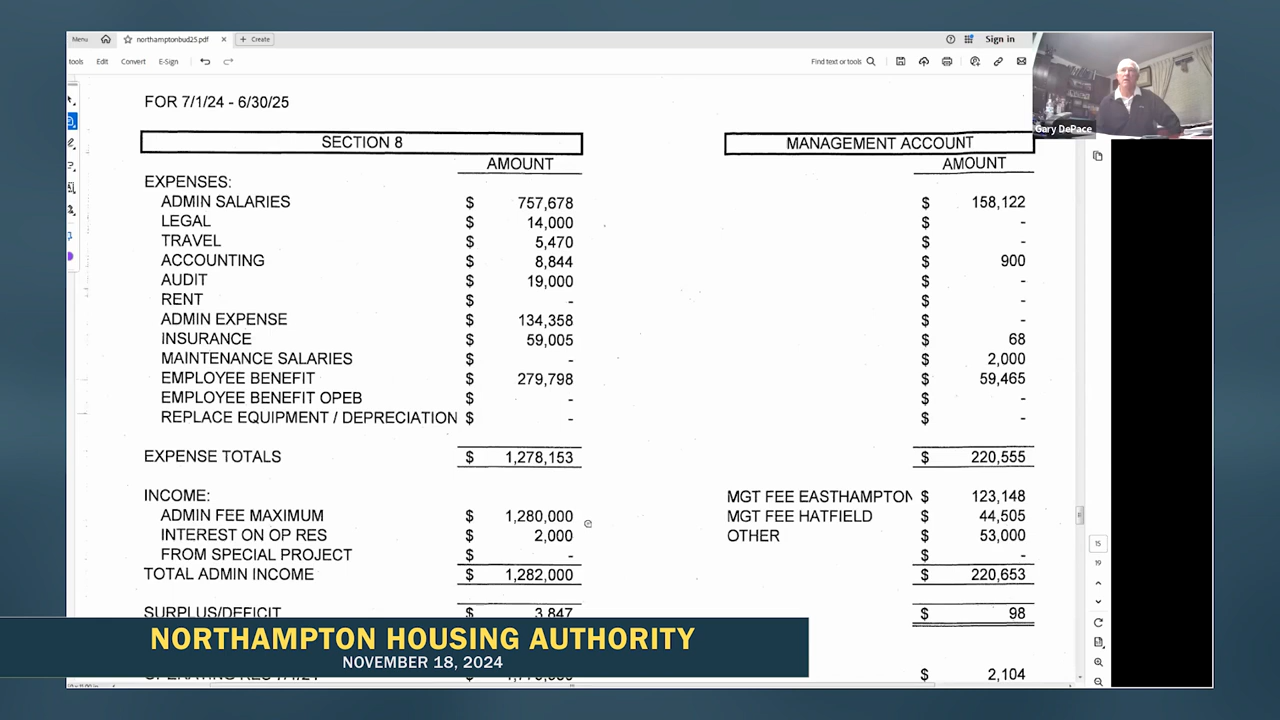 Menu northamptonbud25.pdf × + Create Sign in
tools Edit Convert E-Sign Find text or tools
Gary DePace
FOR 7/1/24 - 6/30/25
SECTION 8 MANAGEMENT ACCOUNT
AMOUNT AMOUNT
EXPENSES:
ADMIN SALARIES $ 757,678 $ 158,122
LEGAL $ 14,000 $ -
TRAVEL $ 5,470 $ -
ACCOUNTING $ 8,844 $ 900
AUDIT $ 19,000 $ -
RENT $ - $ -
ADMIN EXPENSE $ 134,358 $ -
INSURANCE $ 59,005 $ 68
MAINTENANCE SALARIES $ - $ 2,000
EMPLOYEE BENEFIT $ 279,798 $ 59,465
EMPLOYEE BENEFIT OPEB $ - $ -
REPLACE EQUIPMENT / DEPRECIATION $ - $ -
EXPENSE TOTALS $ 1,278,153 $ 220,555
INCOME: MGT FEE EASTHAMPTON $ 123,148
ADMIN FEE MAXIMUM $ 1,280,000 MGT FEE HATFIELD $ 44,505
INTEREST ON OP RES $ 2,000 OTHER $ 53,000
FROM SPECIAL PROJECT $ - $ -
TOTAL ADMIN INCOME $ 1,282,000 $ 220,653
SURPLUS/DEFICIT $ 3,847 $ 98
15
19
NORTHAMPTON HOUSING AUTHORITY
NOVEMBER 18, 2024
$ 2,104